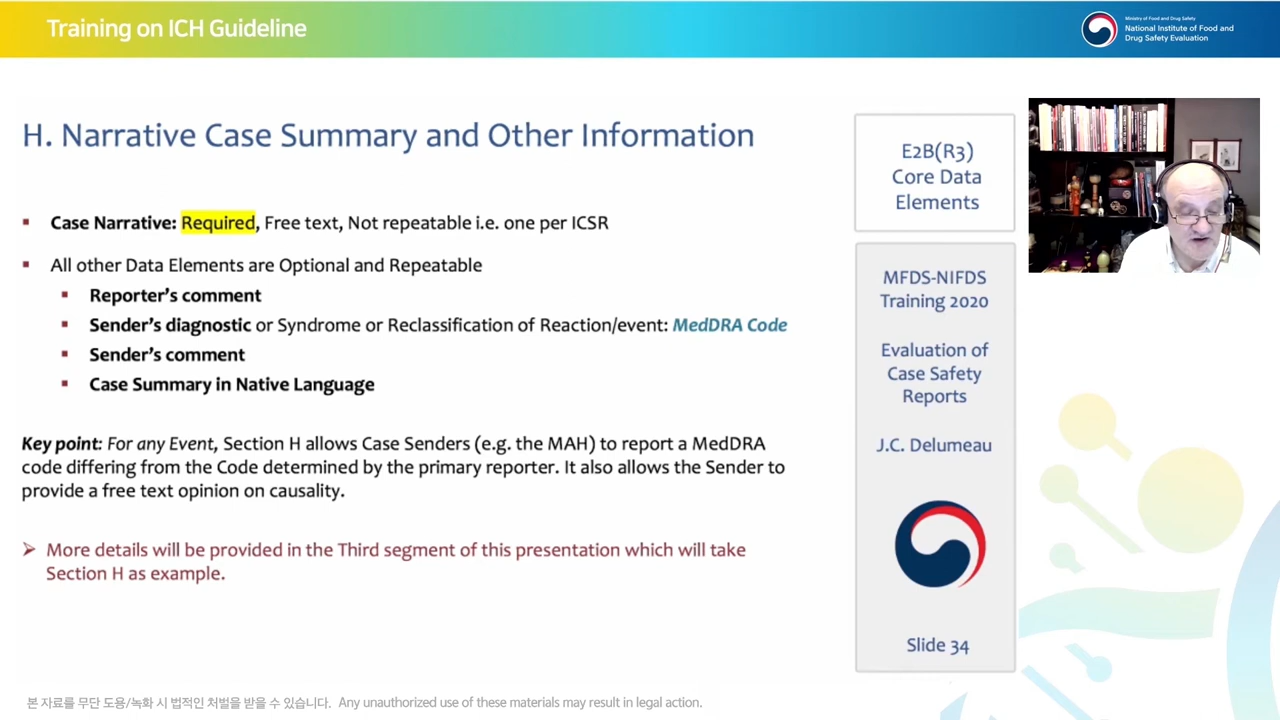 Training on ICH Guideline
Ministry of Food and Drug Safety
National Institute of Food and
Drug Safety Evaluation
H. Narrative Case Summary and Other Information
▪ Case Narrative: Required, Free text, Not repeatable i.e. one per ICSR
▪ All other Data Elements are Optional and Repeatable
▪ Reporter's comment
▪ Sender's diagnostic or Syndrome or Reclassification of Reaction/event: MedDRA Code
▪ Sender's comment
▪ Case Summary in Native Language
Key point: For any Event, Section H allows Case Senders (e.g. the MAH) to report a MedDRA
code differing from the Code determined by the primary reporter. It also allows the Sender to
provide a free text opinion on causality.
➢ More details will be provided in the Third segment of this presentation which will take
Section H as example.
E2B(R3)
Core Data
Elements
MFDS-NIFDS
Training 2020
Evaluation of
Case Safety
Reports
J.C. Delumeau
Slide 34
본 자료를 무단 도용/녹화 시 법적인 처벌을 받을 수 있습니다. Any unauthorized use of these materials may result in legal action.